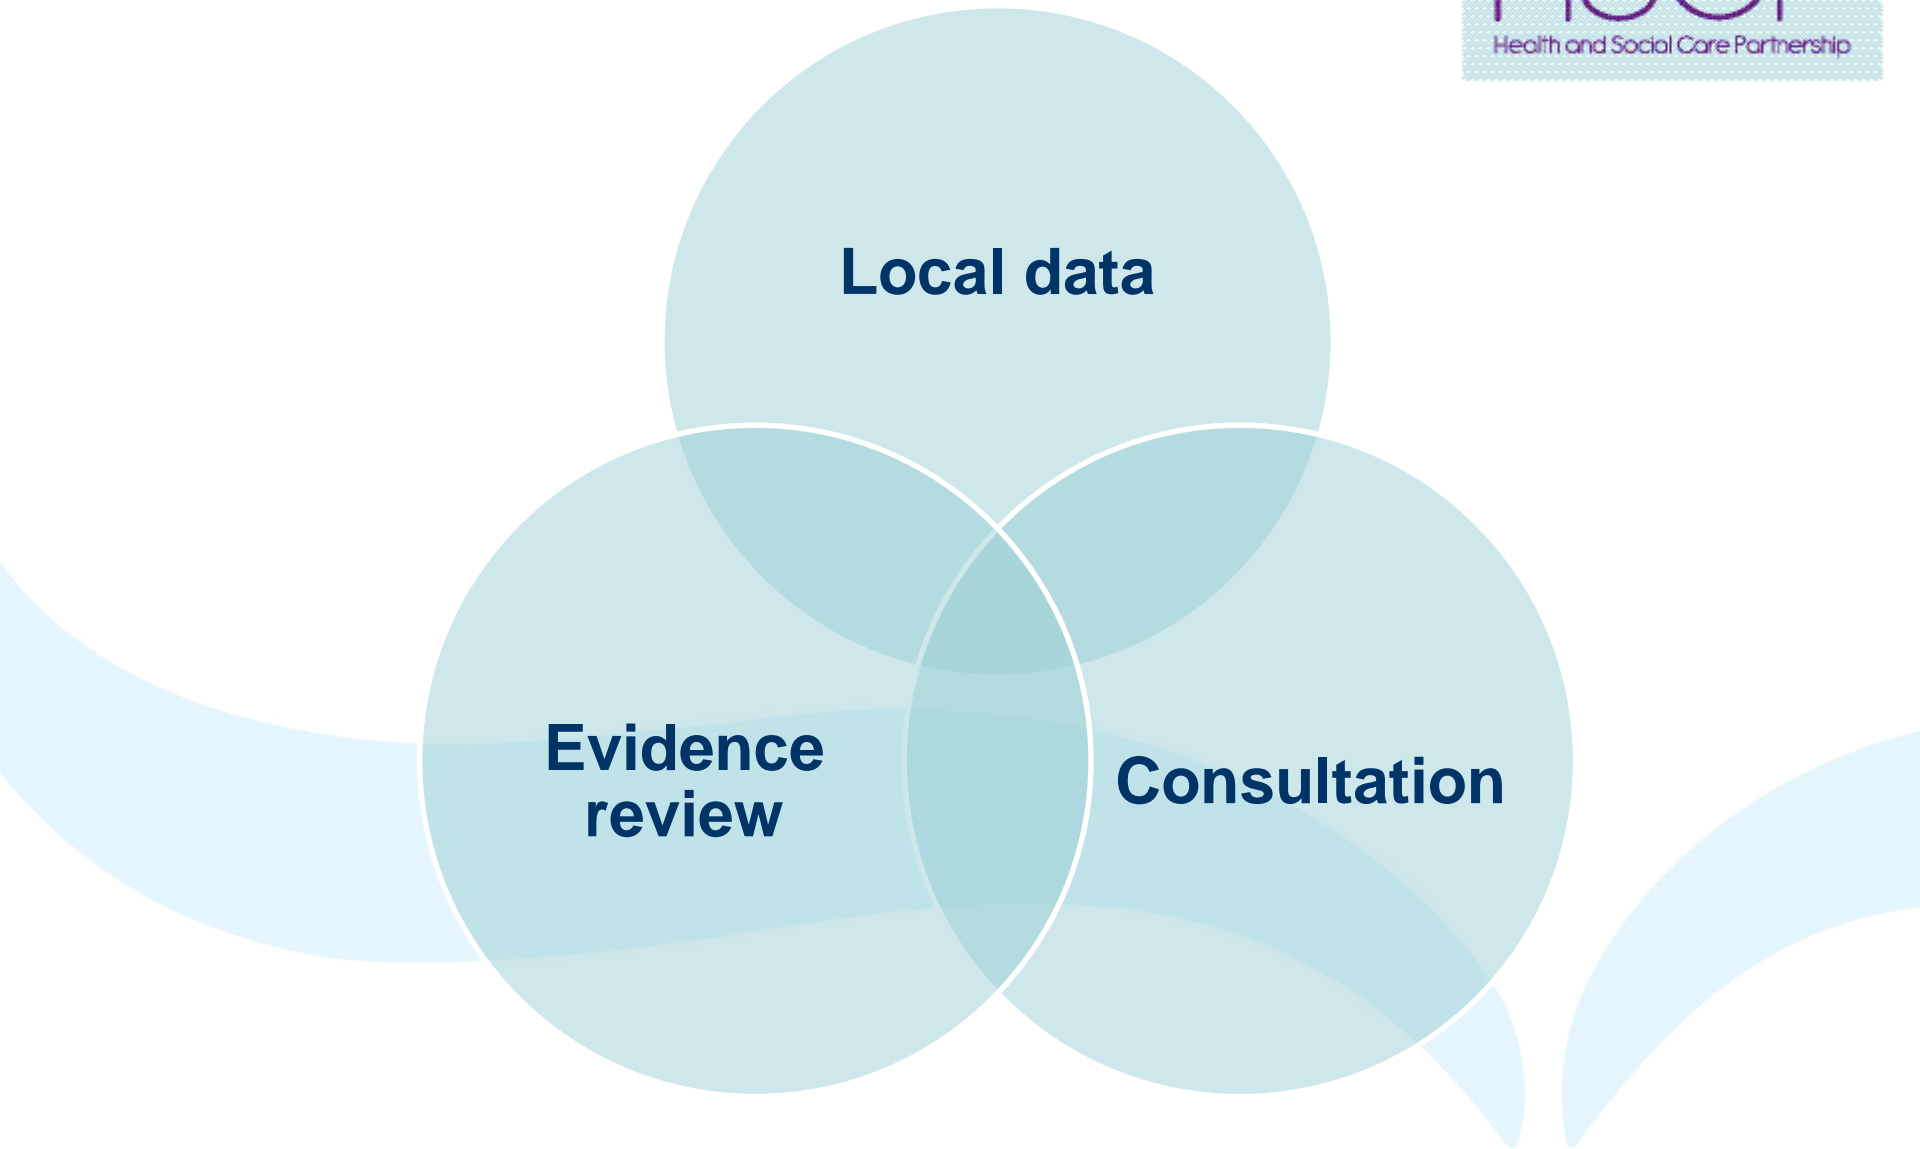 Health and Social Care Partnership
Local data
Evidence
review
Consultation